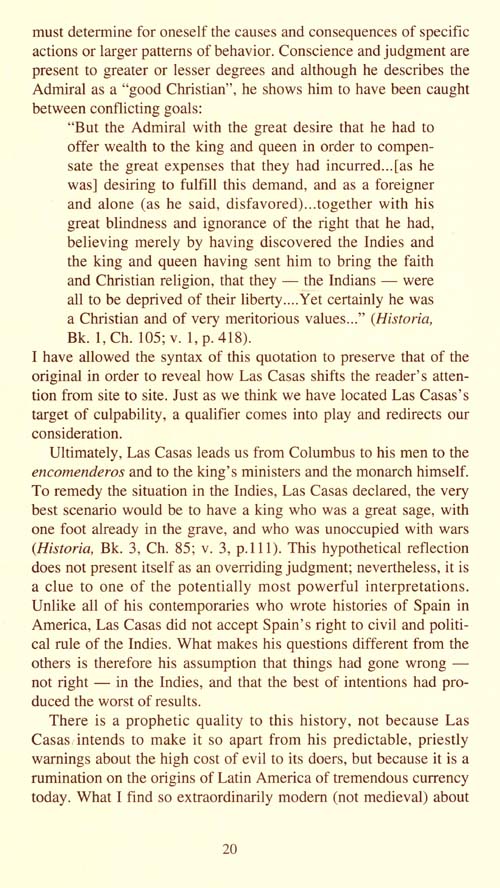 must determine for oneself the causes and consequences of specific
actions or larger patterns of behavior. Conscience and judgment are
present to greater or lesser degrees and although he describes the
Admiral as a “good Christian”, he shows him to have been caught
between conflicting goals:
“But the Admiral with the great desire that he had to
offer wealth to the king and queen in order to compen-
sate the great expenses that they had incurred...[as he
was] desiring to fulfill this demand, and as a foreigner
and alone (as he said, disfavored)...together with his
great blindness and ignorance of the right that he had,
believing merely by having discovered the Indies and
the king and queen having sent him to bring the faith
and Christian religion, that they — the Indians — were
all to be deprived of their liberty....Yet certainly he was
a Christian and of very meritorious values...” (Historia,
Bk. 1, Ch. 105; v. 1, p. 418).
I have allowed the syntax of this quotation to preserve that of the
original in order to reveal how Las Casas shifts the reader’s atten-
tion from site to site. Just as we think we have located Las Casas’s
target of culpability, a qualifier comes into play and redirects our
consideration.
Ultimately, Las Casas leads us from Columbus to his men to the
encomenderos and to the king’s ministers and the monarch himself.
To remedy the situation in the Indies, Las Casas declared, the very
best scenario would be to have a king who was a great sage, with
one foot already in the grave, and who was unoccupied with wars
(Historia, Bk. 3, Ch. 85; v. 3, p.111). This hypothetical reflection
does not present itself as an overriding judgment; nevertheless, it is
a clue to one of the potentially most powerful interpretations.
Unlike all of his contemporaries who wrote histories of Spain in
America, Las Casas did not accept Spain’s right to civil and politi-
cal rule of the Indies. What makes his questions different from the
others is therefore his assumption that things had gone wrong —
not right — in the Indies, and that the best of intentions had pro-
duced the worst of results.
There is a prophetic quality to this history, not because Las
Casas intends to make it so apart from his predictable, priestly
warnings about the high cost of evil to its doers, but because it is a
rumination on the origins of Latin America of tremendous currency
today. What I find so extraordinarily modern (not medieval) about
20